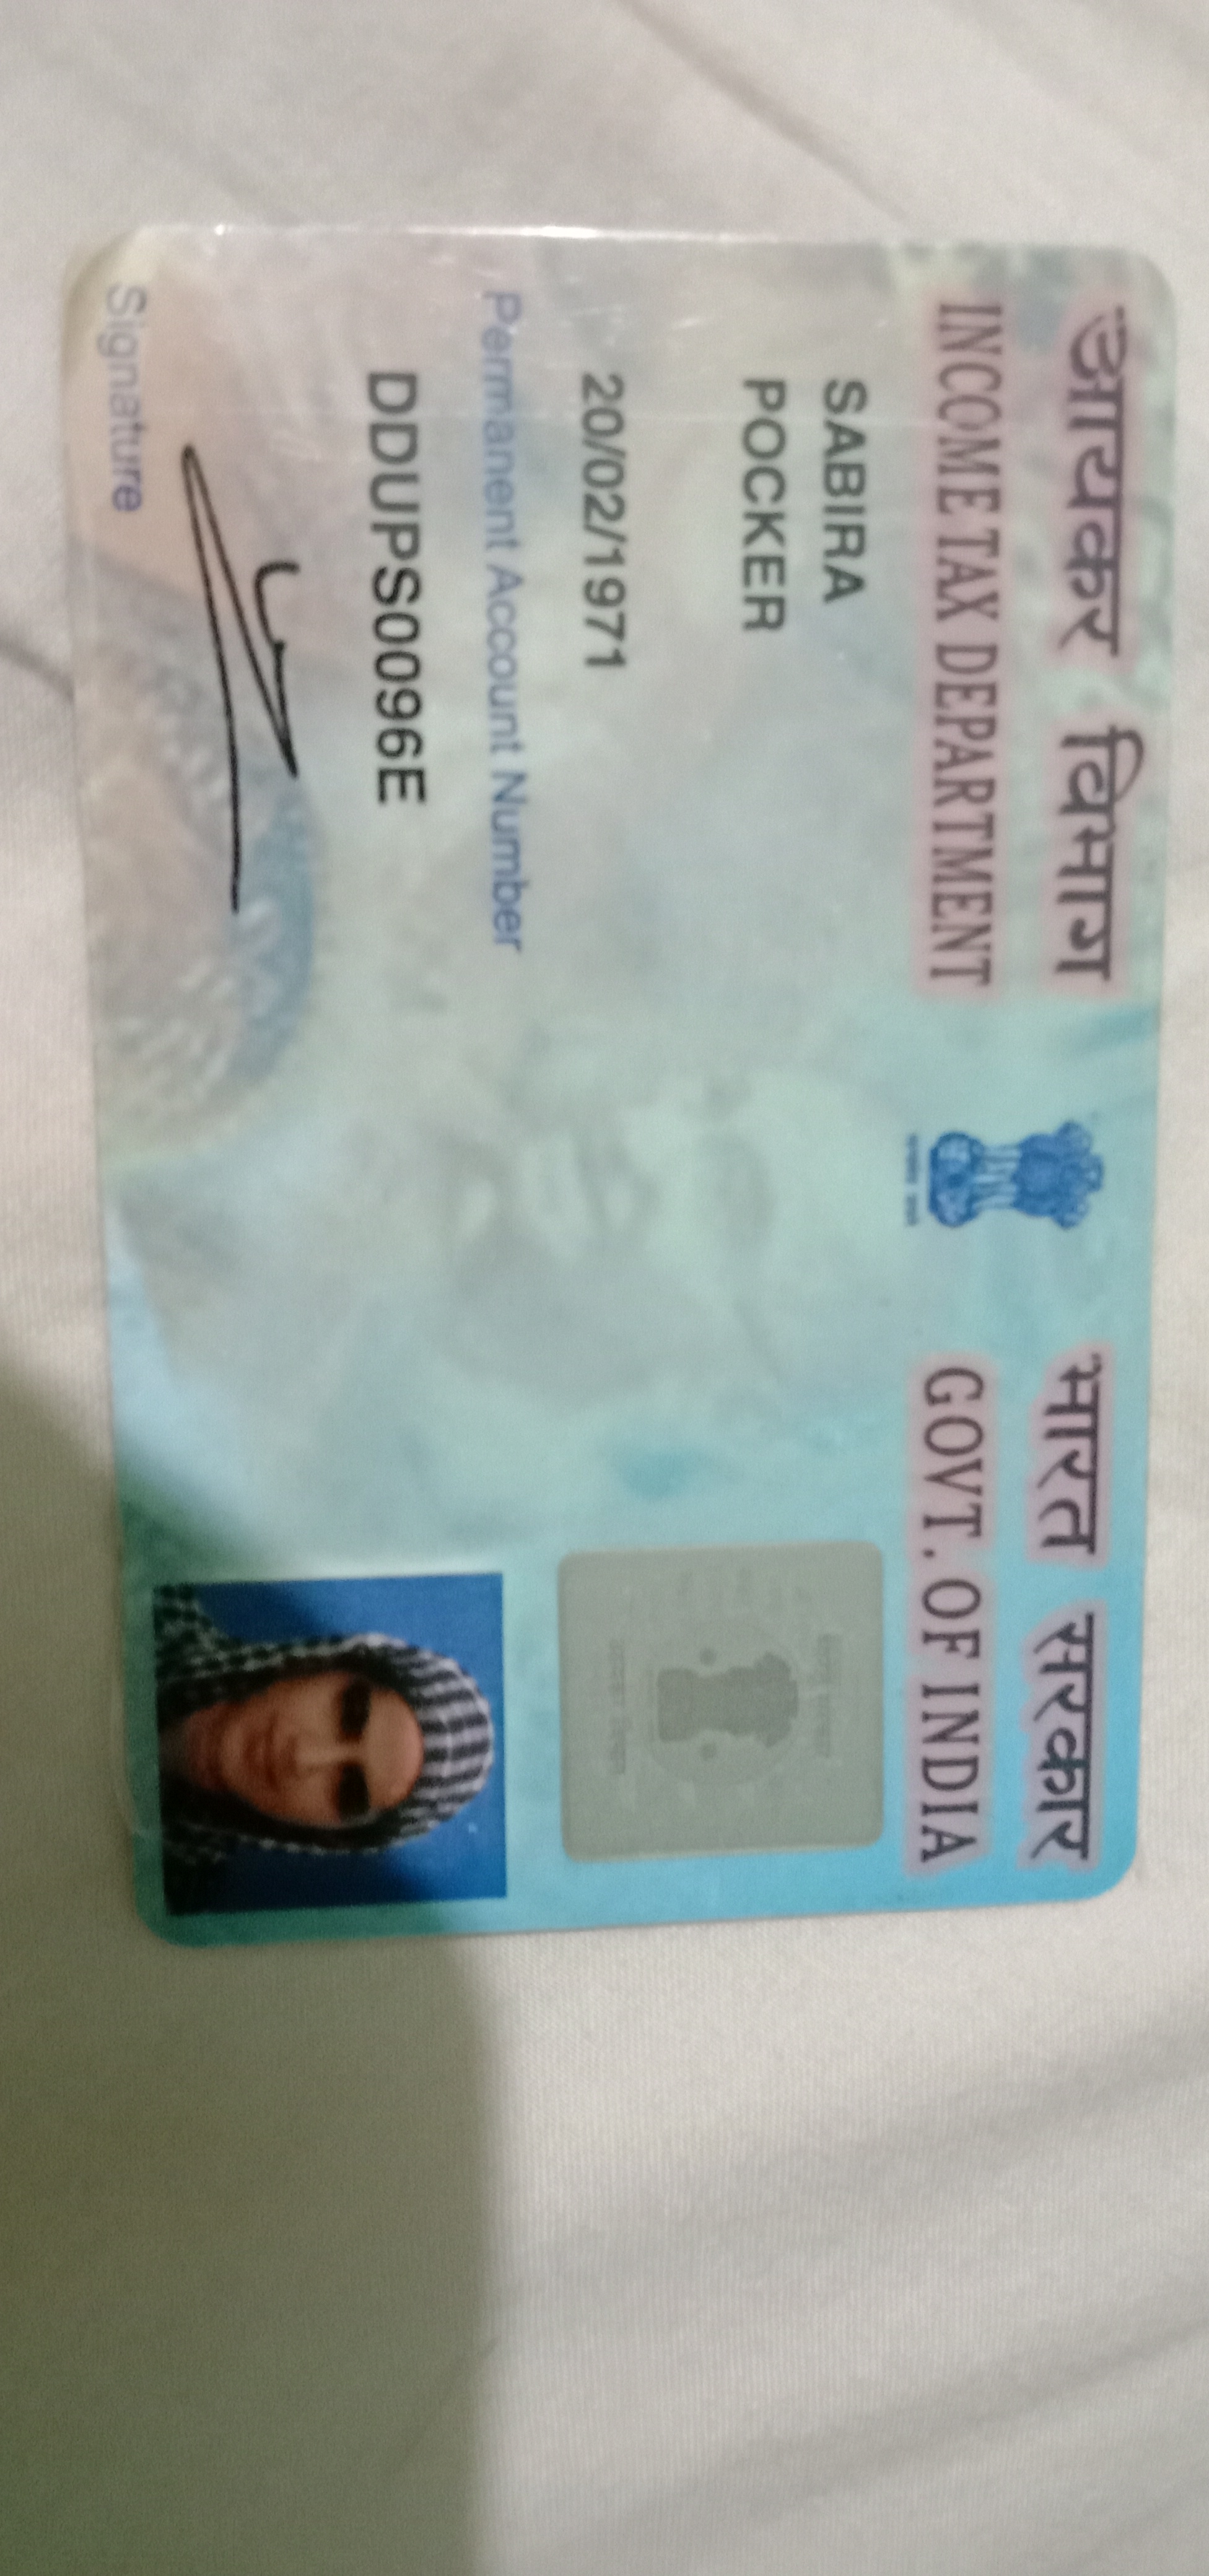 आयकर विभाग
INCOME TAX DEPARTMENT
भारत सरकार
GOVT. OF INDIA
SABIRA
POCKER
20/02/1971
Permanent Account Number
DDUPS0096E
Signature